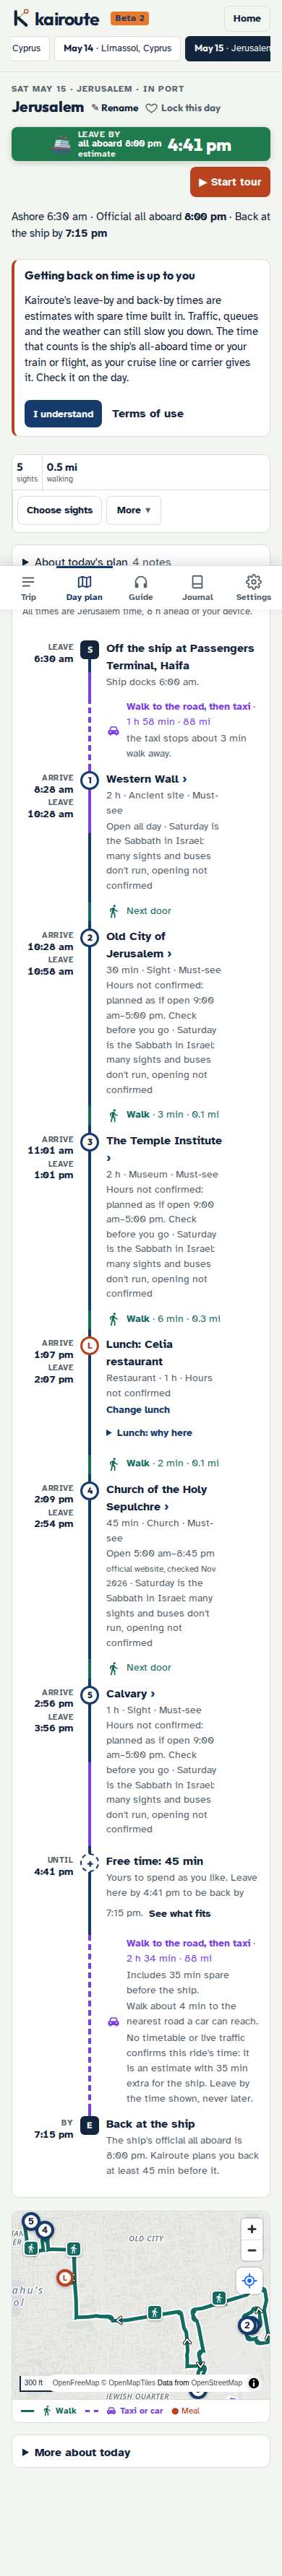 kairoute Beta 2 Home
Cyprus May 14 · Limassol, Cyprus May 15 · Jerusalem
SAT MAY 15 · JERUSALEM · IN PORT
Jerusalem ✎ Rename Lock this day
LEAVE BY
all aboard 8:00 pm 4:41 pm
estimate
▶ Start tour
Ashore 6:30 am · Official all aboard 8:00 pm · Back at
the ship by 7:15 pm
Getting back on time is up to you
Kairoute's leave-by and back-by times are
estimates with spare time built in. Traffic, queues
and the weather can still slow you down. The time
that counts is the ship's all-aboard time or your
train or flight, as your cruise line or carrier gives
it. Check it on the day.
I understand Terms of use
5 0.5 mi
sights walking
Choose sights More ▾
▶ About today's plan 4 notes
Trip Day plan Guide Journal Settings
All times are Jerusalem time, 8 h ahead of your device.
LEAVE
6:30 am
S
Off the ship at Passengers
Terminal, Haifa
Ship docks 6:00 am.
Walk to the road, then taxi ·
1 h 58 min · 88 mi
the taxi stops about 3 min
walk away.
ARRIVE
8:28 am
LEAVE
10:28 am
1
Western Wall ›
2 h · Ancient site · Must-
see
Open all day · Saturday is
the Sabbath in Israel:
many sights and buses
don't run, opening not
confirmed
Next door
ARRIVE
10:28 am
LEAVE
10:58 am
2
Old City of
Jerusalem ›
30 min · Sight · Must-see
Hours not confirmed:
planned as if open 9:00
am–5:00 pm. Check
before you go · Saturday
is the Sabbath in Israel:
many sights and buses
don't run, opening not
confirmed
Walk · 3 min · 0.1 mi
ARRIVE
11:01 am
LEAVE
1:01 pm
3
The Temple Institute
›
2 h · Museum · Must-see
Hours not confirmed:
planned as if open 9:00
am–5:00 pm. Check
before you go · Saturday
is the Sabbath in Israel:
many sights and buses
don't run, opening not
confirmed
Walk · 6 min · 0.3 mi
ARRIVE
1:07 pm
LEAVE
2:07 pm
L
Lunch: Celia
restaurant
Restaurant · 1 h · Hours
not confirmed
Change lunch
▶ Lunch: why here
Walk · 2 min · 0.1 mi
ARRIVE
2:09 pm
LEAVE
2:54 pm
4
Church of the Holy
Sepulchre ›
45 min · Church · Must-
see
Open 5:00 am–8:45 pm
official website, checked Nov
2026 · Saturday is the
Sabbath in Israel: many
sights and buses don't
run, opening not
confirmed
Next door
ARRIVE
2:56 pm
LEAVE
3:56 pm
5
Calvary ›
1 h · Sight · Must-see
Hours not confirmed:
planned as if open 9:00
am–5:00 pm. Check
before you go · Saturday
is the Sabbath in Israel:
many sights and buses
don't run, opening not
confirmed
UNTIL
4:41 pm
+
Free time: 45 min
Yours to spend as you like. Leave
here by 4:41 pm to be back by
7:15 pm. See what fits
Walk to the road, then taxi ·
2 h 34 min · 88 mi
Includes 35 min spare
before the ship.
Walk about 4 min to the
nearest road a car can reach.
No timetable or live traffic
confirms this ride's time: it
is an estimate with 35 min
extra for the ship. Leave by
the time shown, never later.
BY
7:15 pm
E
Back at the ship
The ship's official all aboard is
8:00 pm. Kairoute plans you back
at least 45 min before it.
5
4
OLD CITY
L
2
+
−
300 ft OpenFreeMap © OpenMapTiles Data from OpenStreetMap
JEWISH QUARTER
Walk Taxi or car Meal
▶ More about today